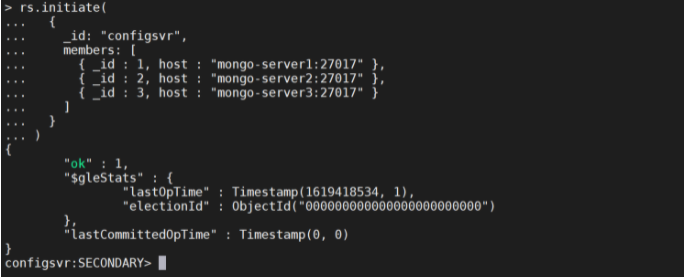 > rs.initiate(
...   {
...     _id: "configsvr",
...     members: [
...       { _id : 1, host : "mongo-server1:27017" },
...       { _id : 2, host : "mongo-server2:27017" },
...       { _id : 3, host : "mongo-server3:27017" }
...     ]
...   }
... )
{
        "ok" : 1,
        "$gleStats" : {
                "lastOpTime" : Timestamp(1619418534, 1),
                "electionId" : ObjectId("000000000000000000000000")
        },
        "lastCommittedOpTime" : Timestamp(0, 0)
}
configsvr:SECONDARY>